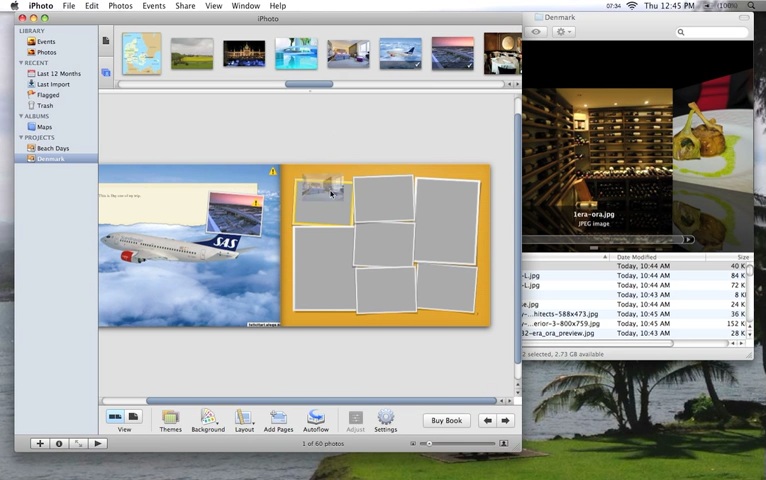 iPhoto File Edit Photos Events Share View Window Help
07:34 Thu 12:45 PM (100%)
iPhoto
Denmark
LIBRARY
Events
Photos
RECENT
Last 12 Months
Last Import
Flagged
Trash
ALBUMS
Maps
PROJECTS
Beach Days
Denmark
SAS
1era-ora.jpg
JPEG image
Date Modified Size
Today, 10:44 AM 40 K
-L.jpg Today, 10:44 AM 84 K
-L.jpg Today, 10:44 AM 72 K
Today, 10:43 AM 8 K
se.jpg Today, 10:44 AM 24 K
...hitects-588x473.jpg Today, 10:45 AM 36 K
...erior-3-800x759.jpg Today, 10:45 AM 152 K
32-era_ora_preview.jpg Today, 10:43 AM 28 K
2 selected, 2.73 GB available
View
Themes
Background
Layout
Add Pages
Autoflow
Adjust
Settings
Buy Book
1 of 60 photos